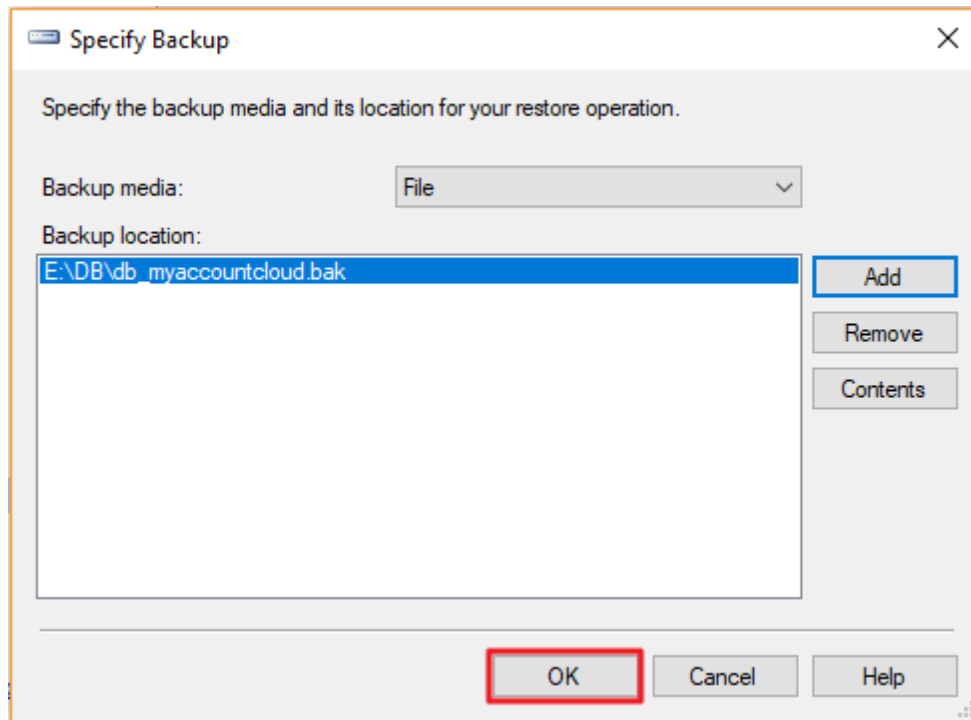 Specify Backup
Specify the backup media and its location for your restore operation.
Backup media: File
Backup location:
E:\DB\db_myaccountcloud.bak
Add
Remove
Contents
OK Cancel Help